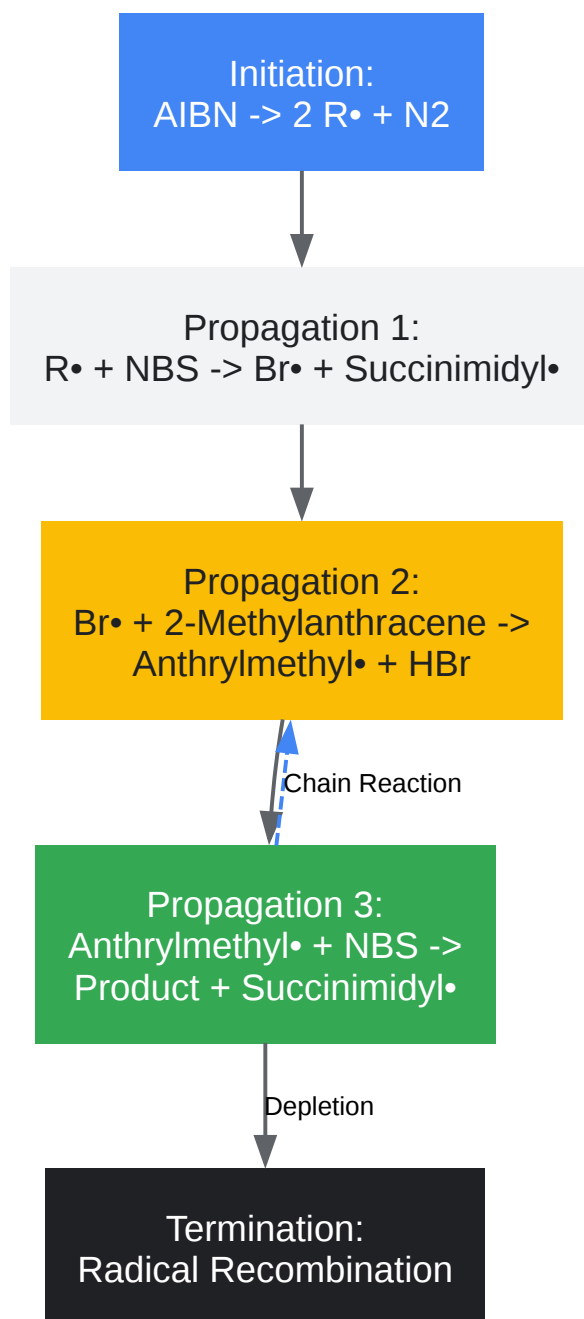 Initiation:
AIBN -> 2 R• + N2
Propagation 1:
R• + NBS -> Br• + Succinimidyl•
Propagation 2:
Br• + 2-Methylanthracene ->
Anthrylmethyl• + HBr
Chain Reaction
Propagation 3:
Anthrylmethyl• + NBS ->
Product + Succinimidyl•
Depletion
Termination:
Radical Recombination